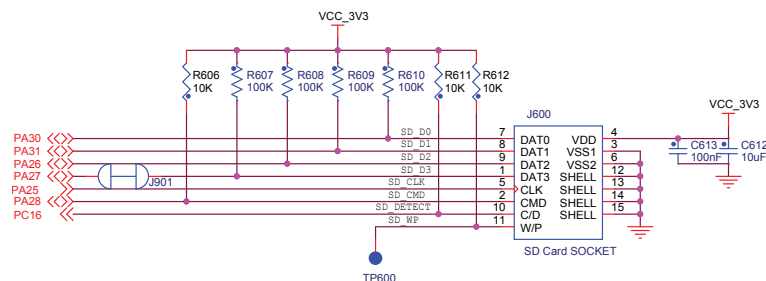 VCC_3V3
R606 R607 R608 R609 R610 R611 R612
10K 100K 100K 100K 100K 10K 10K
J600
VCC_3V3
PA30 SD_D0 7 DAT0 VDD 4
PA31 SD_D1 8 DAT1 VSS1 3 C613 C612
PA26 SD_D2 9 DAT2 VSS2 6 100nF 10uF
PA27 SD_D3 1 DAT3 SHELL 12
J901
PA25 SD_CLK 5 CLK SHELL 13
PA28 SD_CMD 2 CMD SHELL 14
PC16 SD_DETECT 10 C/D SHELL 15
SD_WP 11 W/P
SD Card SOCKET
TP600